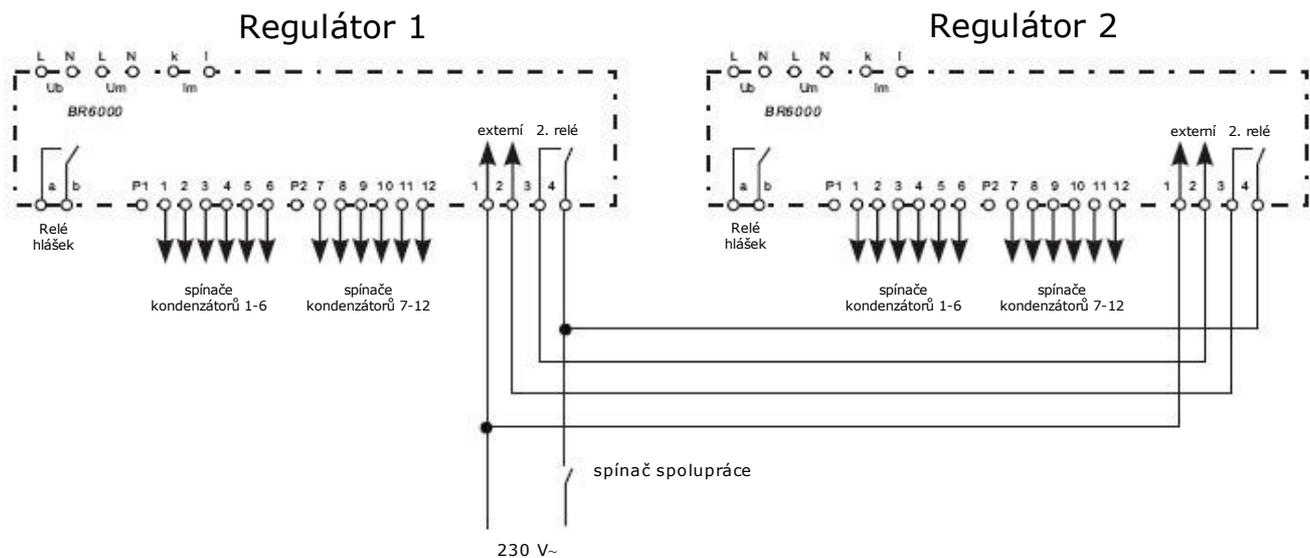 Regulátor 1 Regulátor 2
L N L N k l L N L N k l
Ub Um Im Ub Um Im
BR6000 BR6000
externí 2. relé externí 2. relé
a b P1 1 2 3 4 5 6 P2 7 8 9 10 11 12 1 2 3 4 a b P1 1 2 3 4 5 6 P2 7 8 9 10 11 12 1 2 3 4
Relé Relé
hlášek hlášek
spínače spínače spínače spínače
kondenzátorů 1-6 kondenzátorů 7-12 kondenzátorů 1-6 kondenzátorů 7-12
spínač spolupráce
230 V~